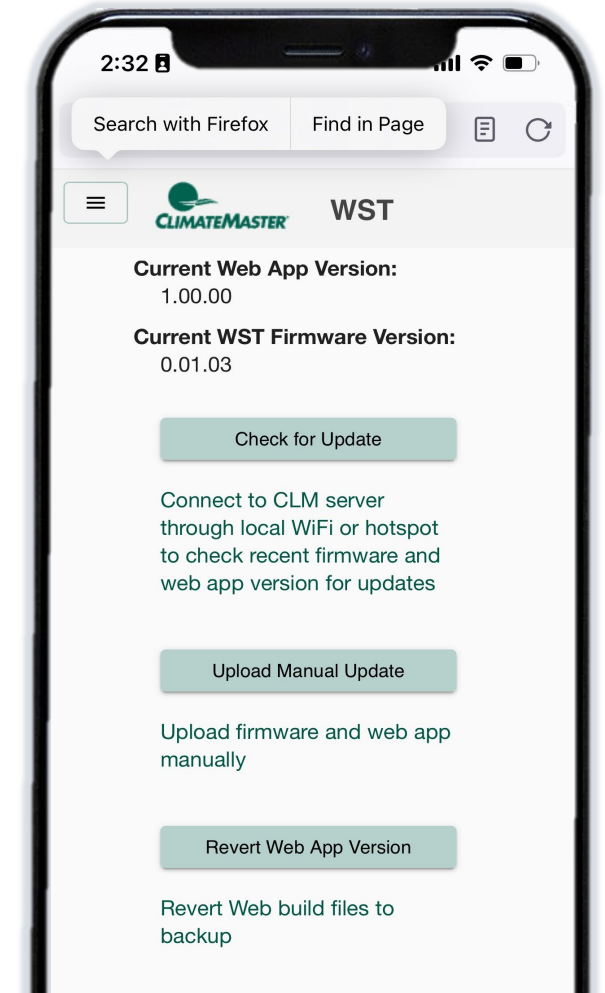 2:32
Search with Firefox
Find in Page
CLIMATEMASTER
WST
Current Web App Version:
1.00.00
Current WST Firmware Version:
0.01.03
Check for Update
Connect to CLM server
through local WiFi or hotspot
to check recent firmware and
web app version for updates
Upload Manual Update
Upload firmware and web app
manually
Revert Web App Version
Revert Web build files to
backup